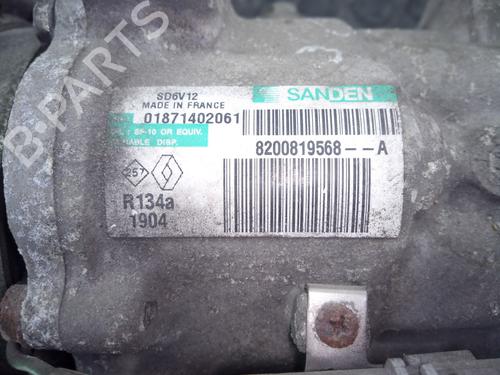 SD6V12
MADE IN FRANCE
SANDEN
01871402061
SP-10 OR EQUIV.
DISP.
8200819568--A
257
R134a
1904
B-PARTS